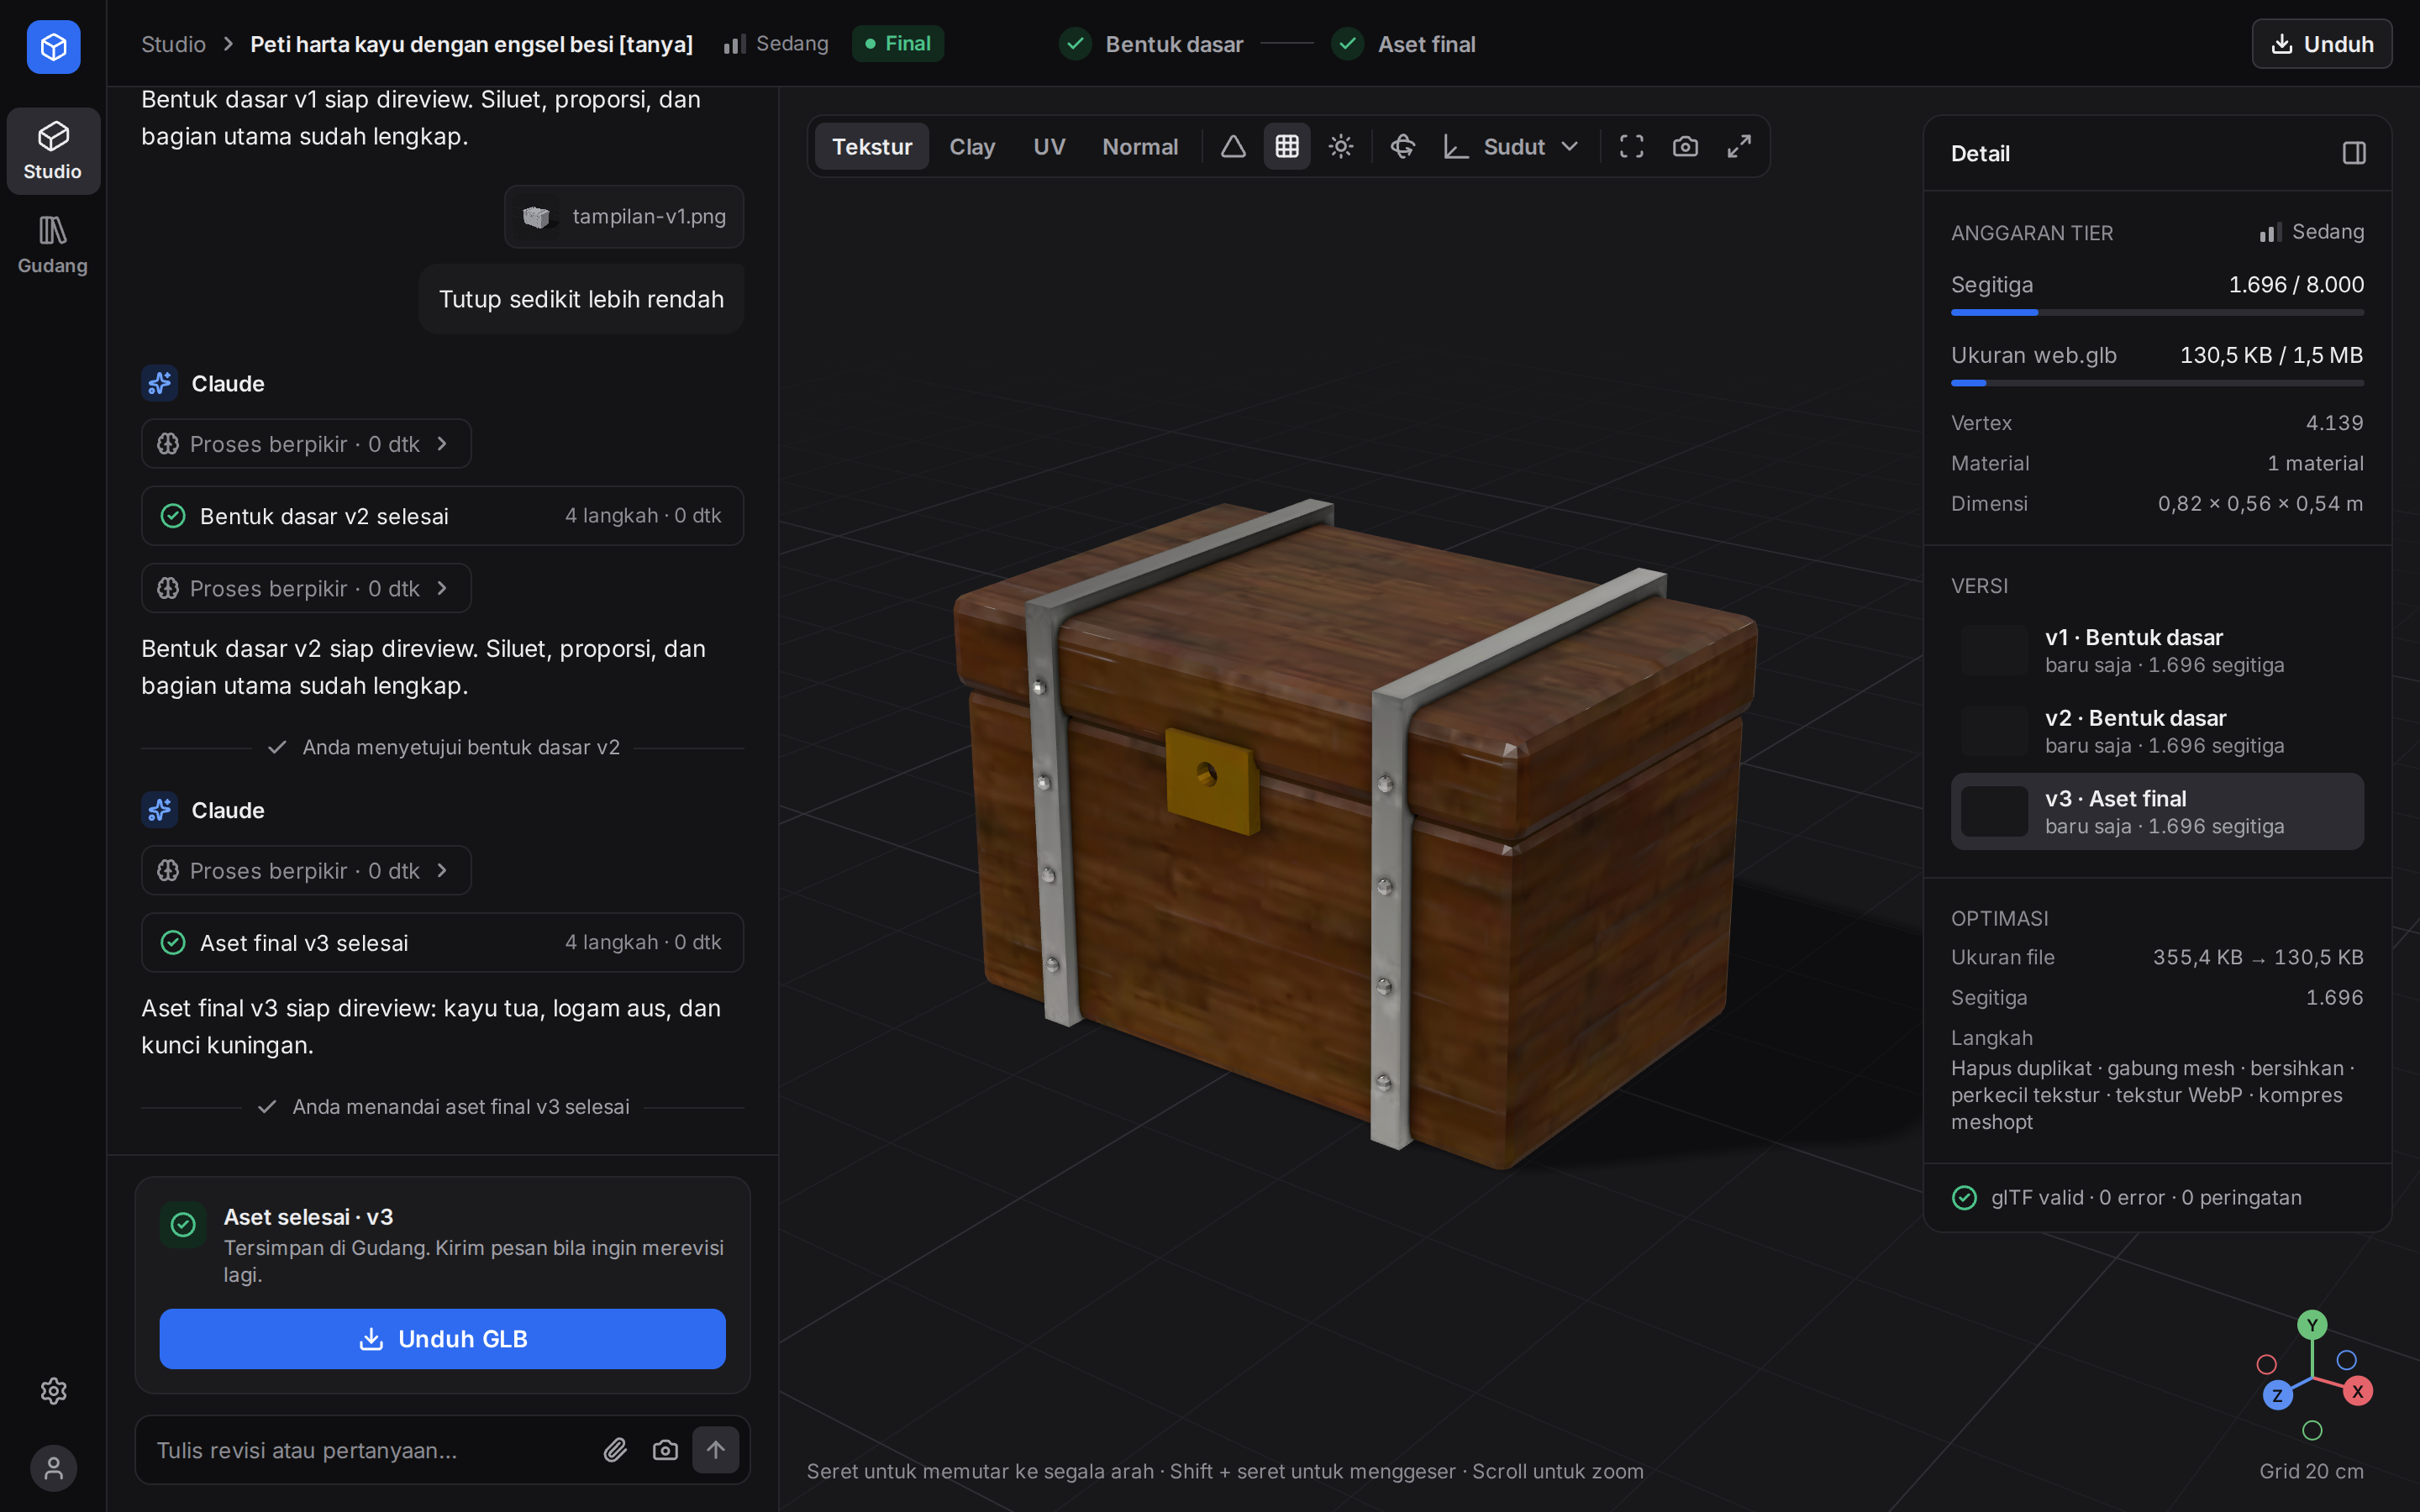 Studio
Peti harta kayu dengan engsel besi [tanya]
Sedang
Final
Bentuk dasar
Aset final
Unduh
Studio
Gudang
Bentuk dasar v1 siap direview. Siluet, proporsi, dan
bagian utama sudah lengkap.
tampilan-v1.png
Tutup sedikit lebih rendah
Claude
Proses berpikir · 0 dtk
Bentuk dasar v2 selesai
4 langkah · 0 dtk
Proses berpikir · 0 dtk
Bentuk dasar v2 siap direview. Siluet, proporsi, dan
bagian utama sudah lengkap.
Anda menyetujui bentuk dasar v2
Claude
Proses berpikir · 0 dtk
Aset final v3 selesai
4 langkah · 0 dtk
Aset final v3 siap direview: kayu tua, logam aus, dan
kunci kuningan.
Anda menandai aset final v3 selesai
Aset selesai · v3
Tersimpan di Gudang. Kirim pesan bila ingin merevisi
lagi.
Unduh GLB
Tulis revisi atau pertanyaan...
Tekstur
Clay
UV
Normal
Sudut
Seret untuk memutar ke segala arah · Shift + seret untuk menggeser · Scroll untuk zoom
Detail
ANGGARAN TIER
Sedang
Segitiga
1.696 / 8.000
Ukuran web.glb
130,5 KB / 1,5 MB
Vertex
4.139
Material
1 material
Dimensi
0,82 × 0,56 × 0,54 m
VERSI
v1 · Bentuk dasar
baru saja · 1.696 segitiga
v2 · Bentuk dasar
baru saja · 1.696 segitiga
v3 · Aset final
baru saja · 1.696 segitiga
OPTIMASI
Ukuran file
355,4 KB → 130,5 KB
Segitiga
1.696
Langkah
Hapus duplikat · gabung mesh · bersihkan ·
perkecil tekstur · tekstur WebP · kompres
meshopt
glTF valid · 0 error · 0 peringatan
Y
Z
X
Grid 20 cm